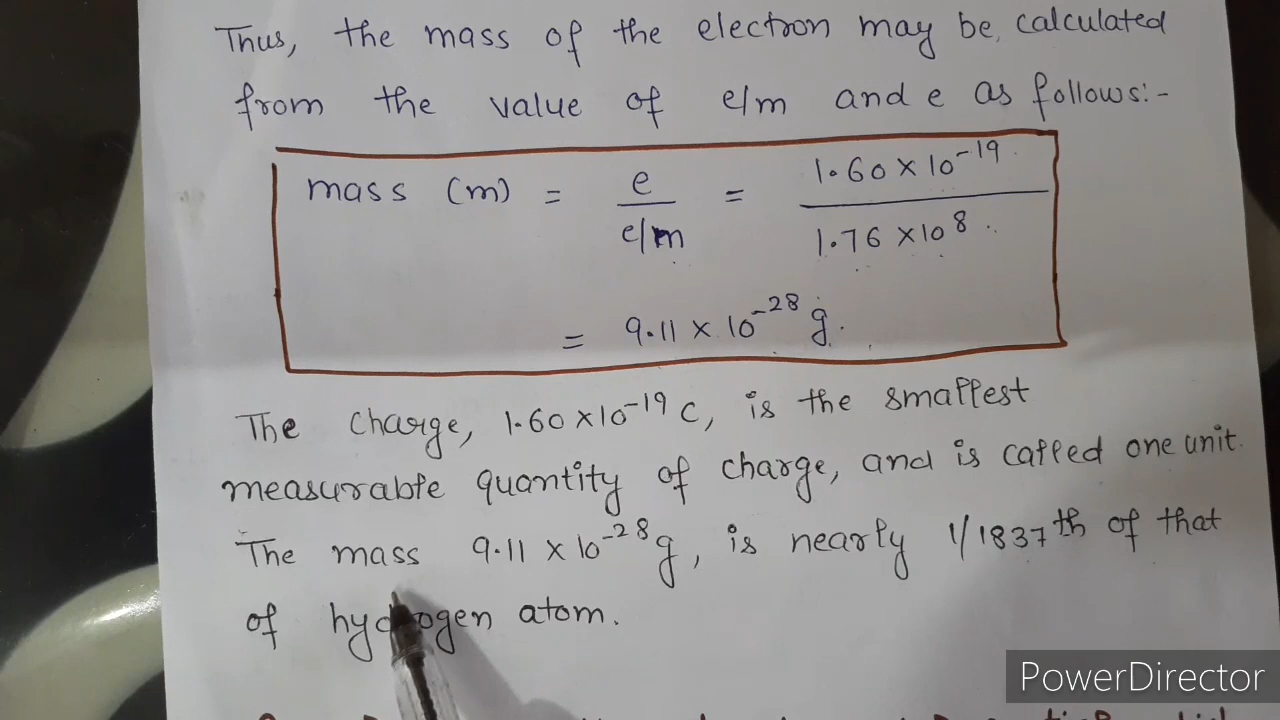 Thus, the mass of the electron may be calculated
from the value of e/m and e as follows:-
mass (m) = e / e/m = 1.60 × 10⁻¹⁹ / 1.76 × 10⁸
= 9.11 × 10⁻²⁸ g.
The charge, 1.60 × 10⁻¹⁹ C, is the smallest
measurable quantity of charge, and is called one unit.
The mass 9.11 × 10⁻²⁸ g, is nearly 1/1837th of that
of hydrogen atom.
PowerDirector